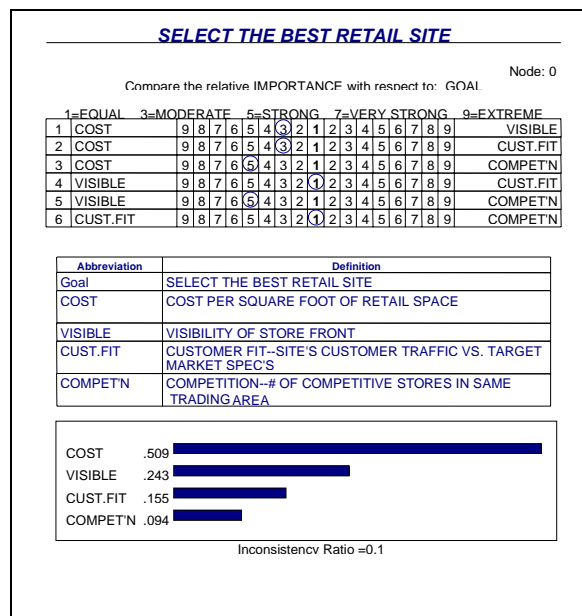 SELECT THE BEST RETAIL SITE
Node: 0
Compare the relative IMPORTANCE with respect to: GOAL
1=EQUAL 3=MODERATE 5=STRONG 7=VERY STRONG 9=EXTREME
1 COST 9 8 7 6 5 4 3 2 1 2 3 4 5 6 7 8 9 VISIBLE
2 COST 9 8 7 6 5 4 3 2 1 2 3 4 5 6 7 8 9 CUST.FIT
3 COST 9 8 7 6 5 4 3 2 1 2 3 4 5 6 7 8 9 COMPET'N
4 VISIBLE 9 8 7 6 5 4 3 2 1 2 3 4 5 6 7 8 9 CUST.FIT
5 VISIBLE 9 8 7 6 5 4 3 2 1 2 3 4 5 6 7 8 9 COMPET'N
6 CUST.FIT 9 8 7 6 5 4 3 2 1 2 3 4 5 6 7 8 9 COMPET'N
Abbreviation Definition
Goal SELECT THE BEST RETAIL SITE
COST COST PER SQUARE FOOT OF RETAIL SPACE
VISIBLE VISIBILITY OF STORE FRONT
CUST.FIT CUSTOMER FIT--SITE'S CUSTOMER TRAFFIC VS. TARGET
MARKET SPEC'S
COMPET'N COMPETITION--# OF COMPETITIVE STORES IN SAME
TRADING AREA
COST .509
VISIBLE .243
CUST.FIT .155
COMPET'N .094
Inconsistency Ratio =0.1